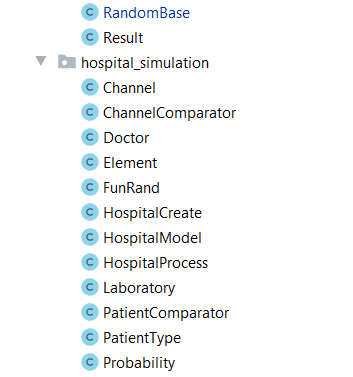 C RandomBase
C Result
hospital_simulation
C Channel
C ChannelComparator
C Doctor
C Element
C FunRand
C HospitalCreate
C HospitalModel
C HospitalProcess
C Laboratory
C PatientComparator
C PatientType
C Probability